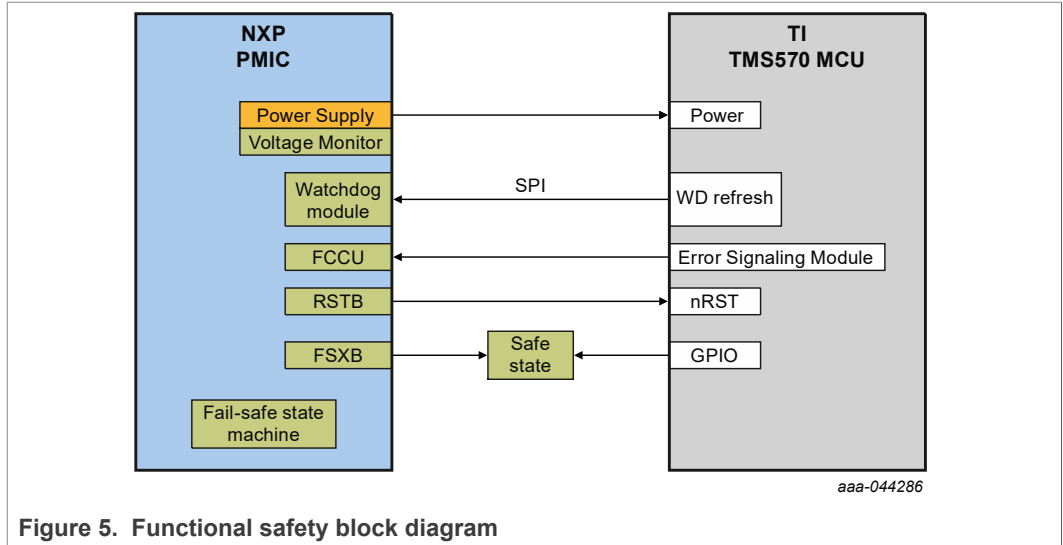 NXP
PMIC
TI
TMS570 MCU
Power Supply
Power
Voltage Monitor
SPI
Watchdog
module
WD refresh
FCCU
Error Signaling Module
RSTB
nRST
FSXB
Safe
state
GPIO
Fail-safe state
machine
aaa-044286
Figure 5. Functional safety block diagram